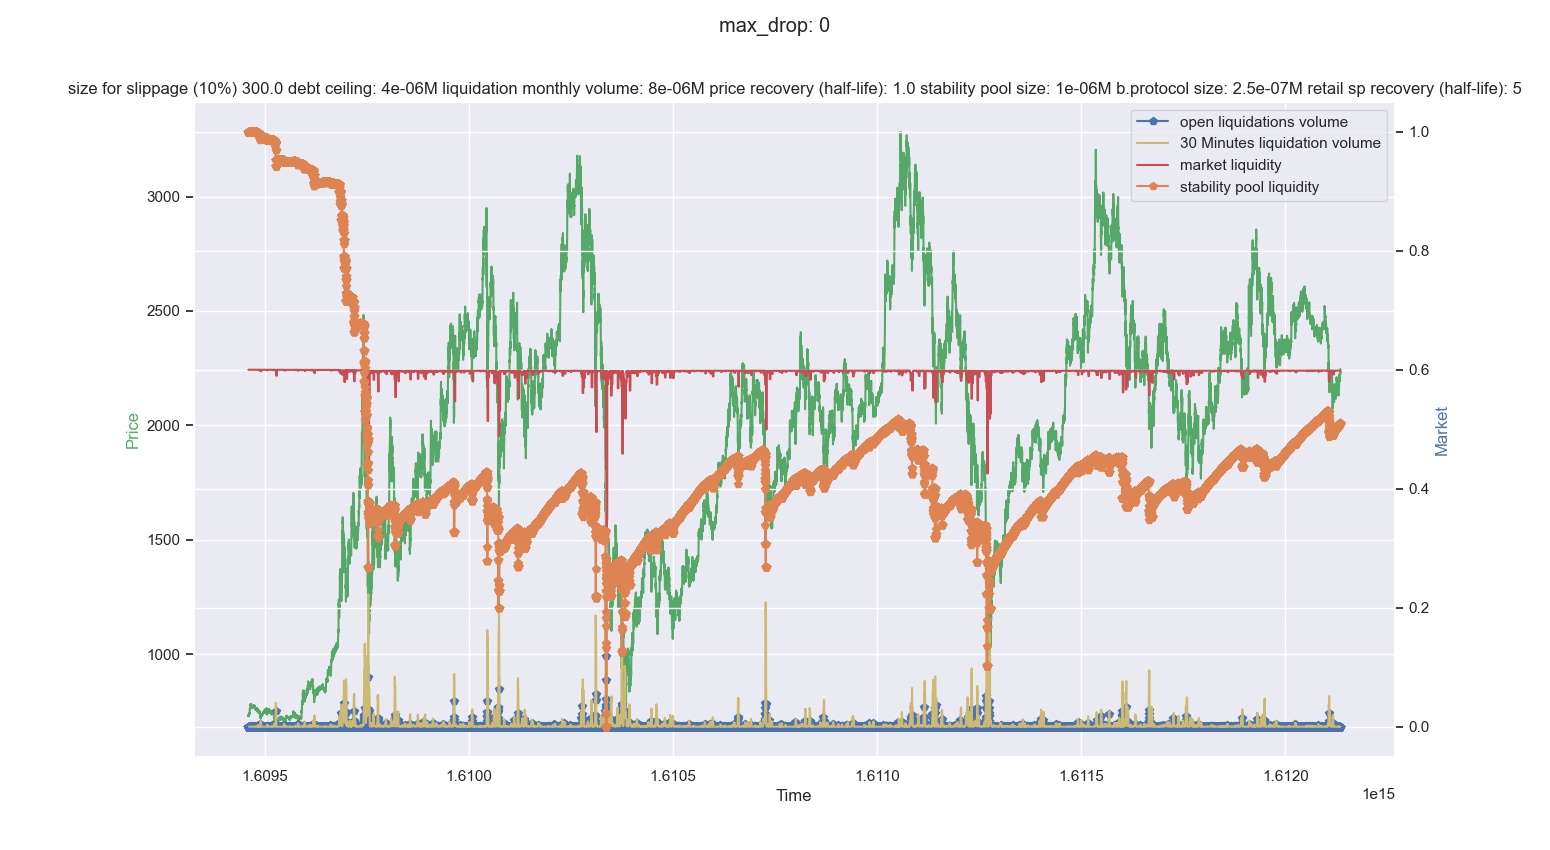 max_drop: 0
size for slippage (10%) 300.0 debt ceiling: 4e-06M liquidation monthly volume: 8e-06M price recovery (half-life): 1.0 stability pool size: 1e-06M b.protocol size: 2.5e-07M retail sp recovery (half-life): 5
open liquidations volume
30 Minutes liquidation volume
market liquidity
stability pool liquidity
3000
2500
2000
1500
1000
Price
1.0
0.8
0.6
0.4
0.2
0.0
Market
1.6095 1.6100 1.6105 1.6110 1.6115 1.6120
Time
1e15